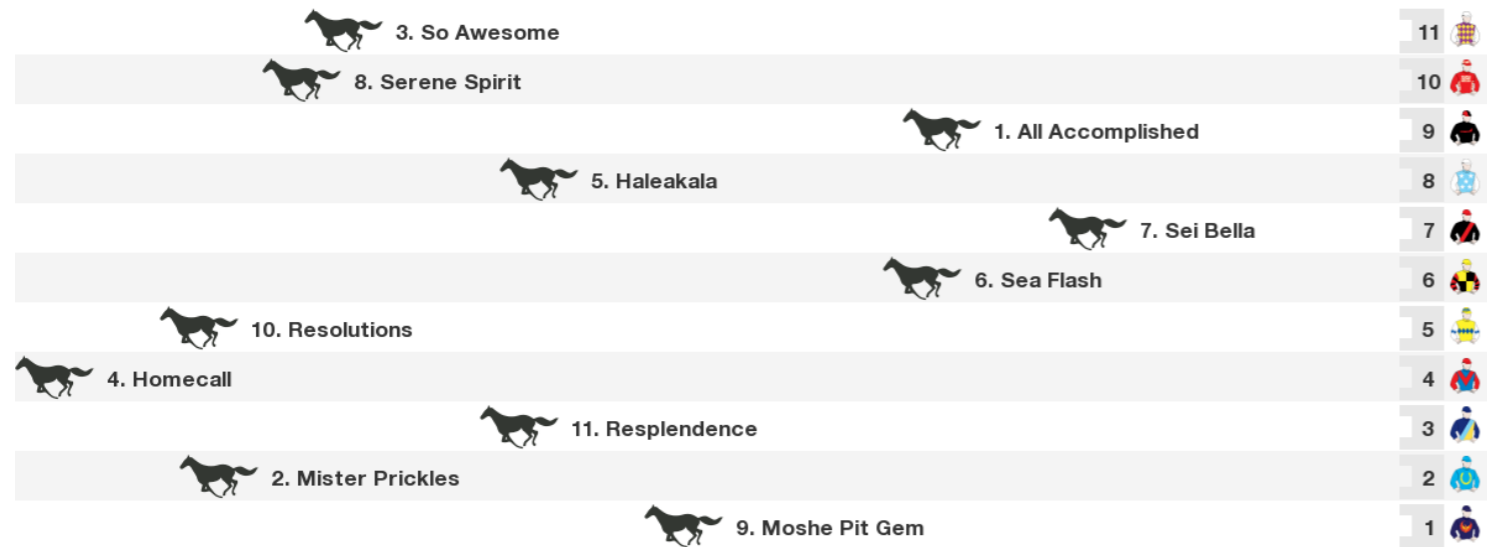 3. So Awesome 11
8. Serene Spirit 10
1. All Accomplished 9
5. Haleakala 8
7. Sei Bella 7
6. Sea Flash 6
10. Resolutions 5
4. Homecall 4
11. Resplendence 3
2. Mister Prickles 2
9. Moshe Pit Gem 1